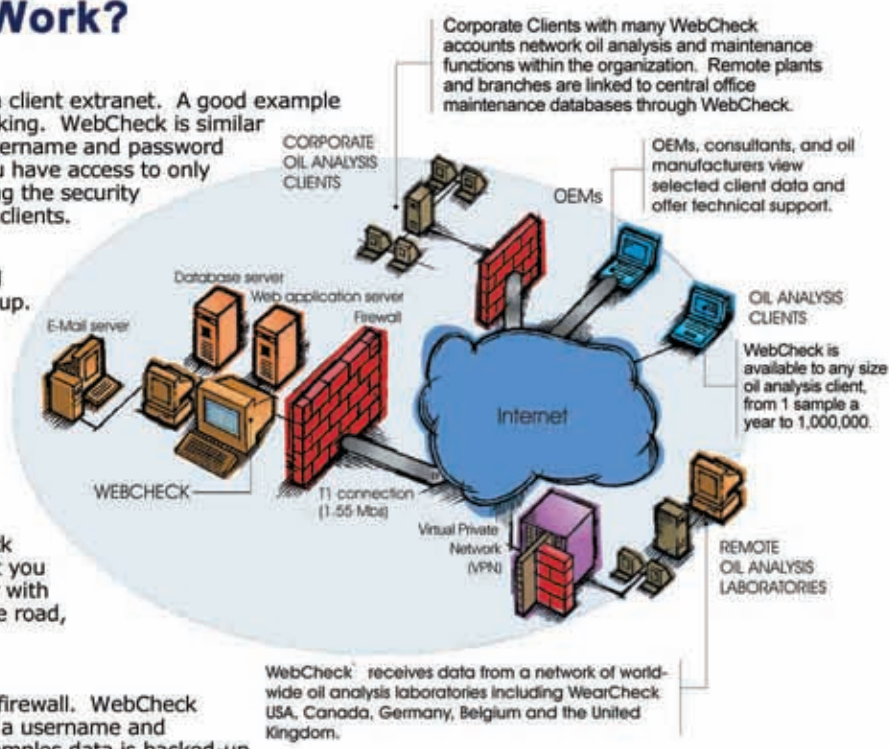 Work?
client extranet. A good example
king. WebCheck is similar
ername and password
have access to only
g the security
clients.
up.
k
you
with
e road,
firewall. WebCheck
a username and
mples data is backed-up
Corporate Clients with many WebCheck
accounts network oil analysis and maintenance
functions within the organization. Remote plants
and branches are linked to central office
maintenance databases through WebCheck.
CORPORATE
OIL ANALYSIS
CLIENTS
OEMs
OEMs, consultants, and oil
manufacturers view
selected client data and
offer technical support.
OIL ANALYSIS
CLIENTS
WebCheck is
available to any size
oil analysis client,
from 1 sample a
year to 1,000,000.
Database server
Web application server
Firewall
E-Mail server
Internet
WEBCHECK
T1 connection
(1.55 Mbs)
Virtual Private
Network
(VPN)
REMOTE
OIL ANALYSIS
LABORATORIES
WebCheck receives data from a network of world-
wide oil analysis laboratories including WearCheck
USA, Canada, Germany, Belgium and the United
Kingdom.